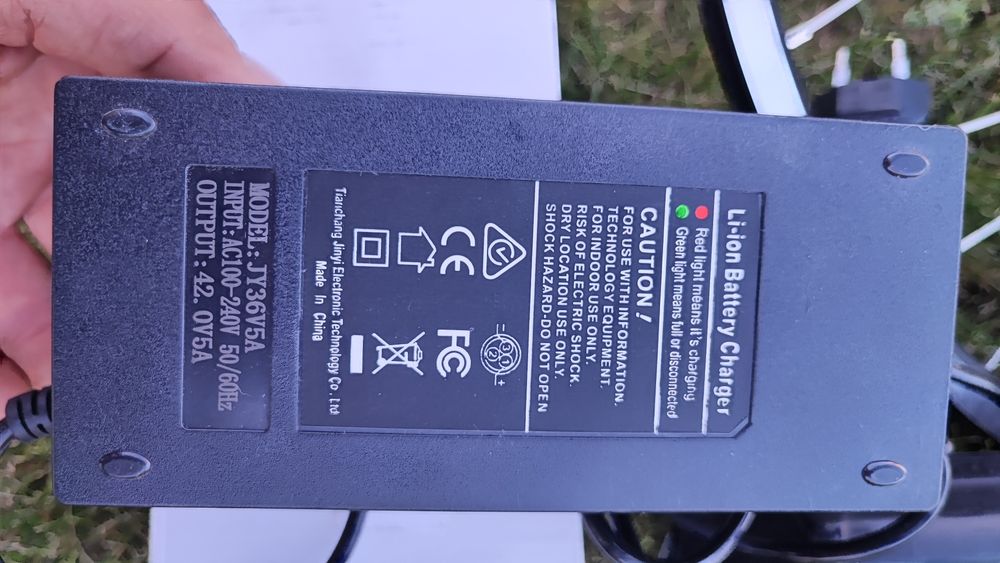 Li-ion Battery Charger
Red light means it's charging
Green light means full or disconnected
CAUTION!
FOR USE WITH INFORMATION.
TECHNOLOGY EQUIPMENT.
FOR INDOOR USE ONLY.
RISK OF ELECTRIC SHOCK.
DRY LOCATION USE ONLY.
SHOCK HAZARD-DO NOT OPEN
CE
FC
Tianchang Jinyi Electronic Technology Co., Ltd
Made In China
MODEL: JY36V5A
INPUT: AC100-240V 50/60Hz
OUTPUT: 42.0V5A